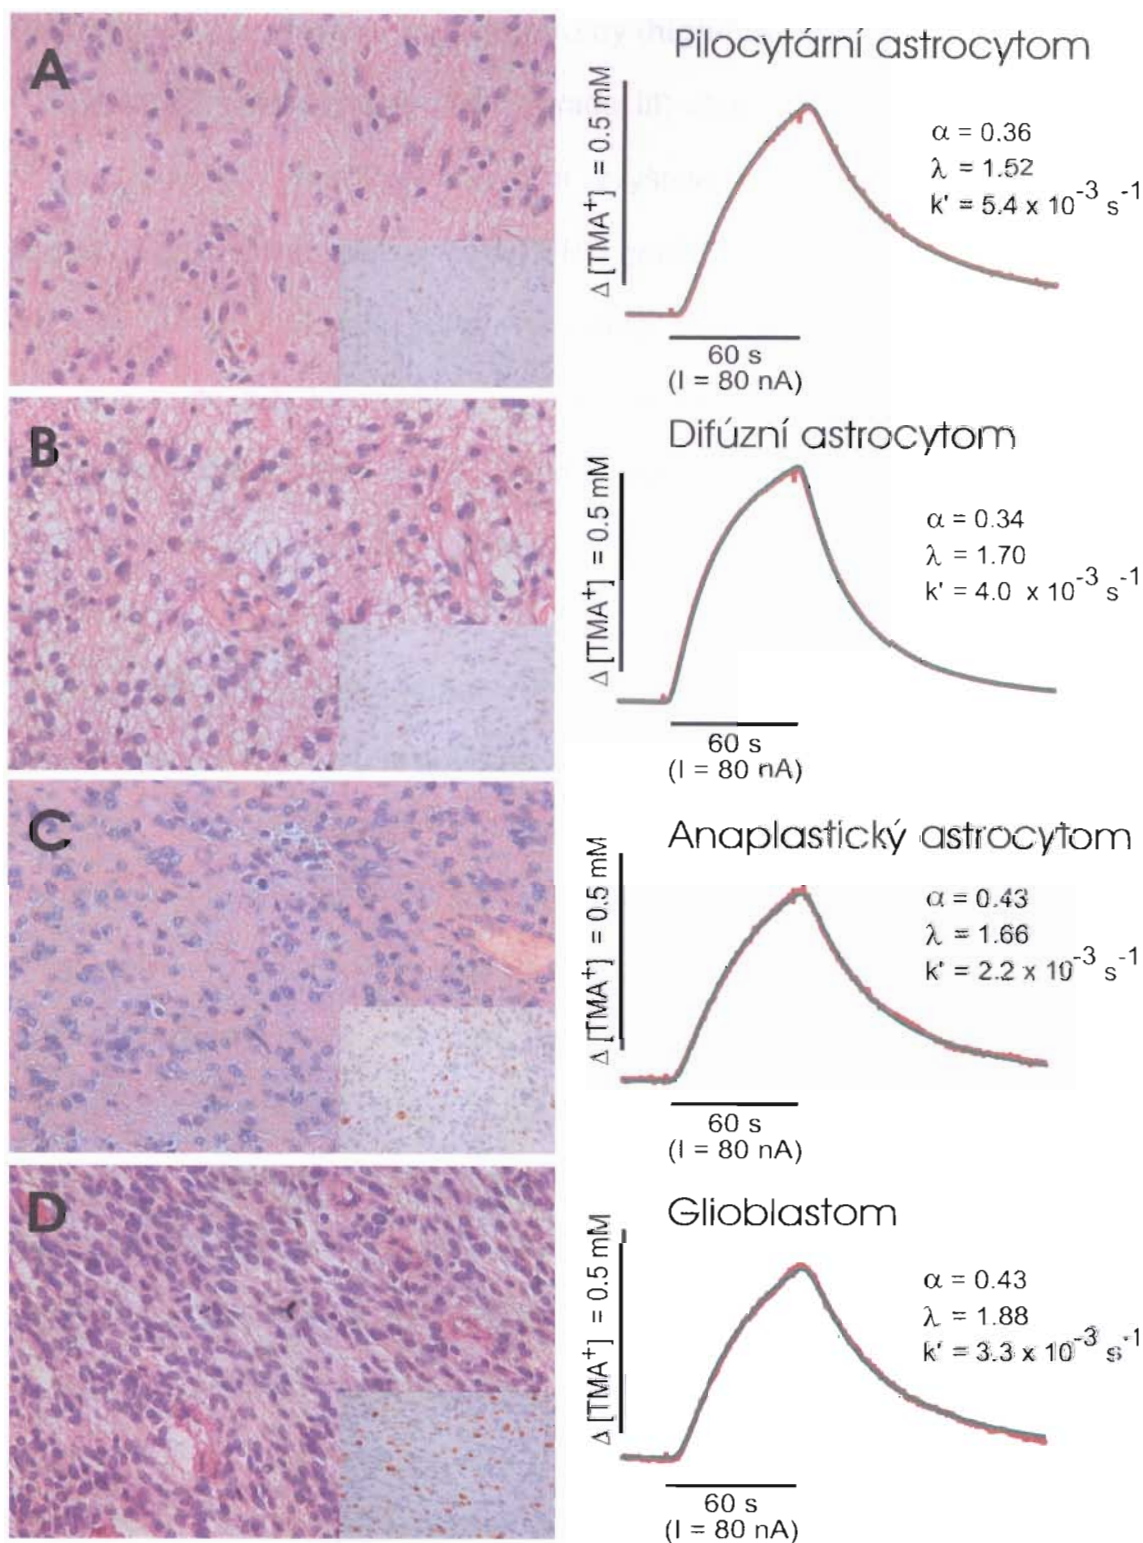 A
Pilocytární astrocytom
Δ [TMA⁺] = 0.5 mM
α = 0.36
λ = 1.52
k' = 5.4 x 10⁻³ s⁻¹
60 s
(I = 80 nA)
B
Difúzní astrocytom
Δ [TMA⁺] = 0.5 mM
α = 0.34
λ = 1.70
k' = 4.0 x 10⁻³ s⁻¹
60 s
(I = 80 nA)
C
Anaplastický astrocytom
Δ [TMA⁺] = 0.5 mM
α = 0.43
λ = 1.66
k' = 2.2 x 10⁻³ s⁻¹
60 s
(I = 80 nA)
D
Glioblastom
Δ [TMA⁺] = 0.5 mM
α = 0.43
λ = 1.88
k' = 3.3 x 10⁻³ s⁻¹
60 s
(I = 80 nA)